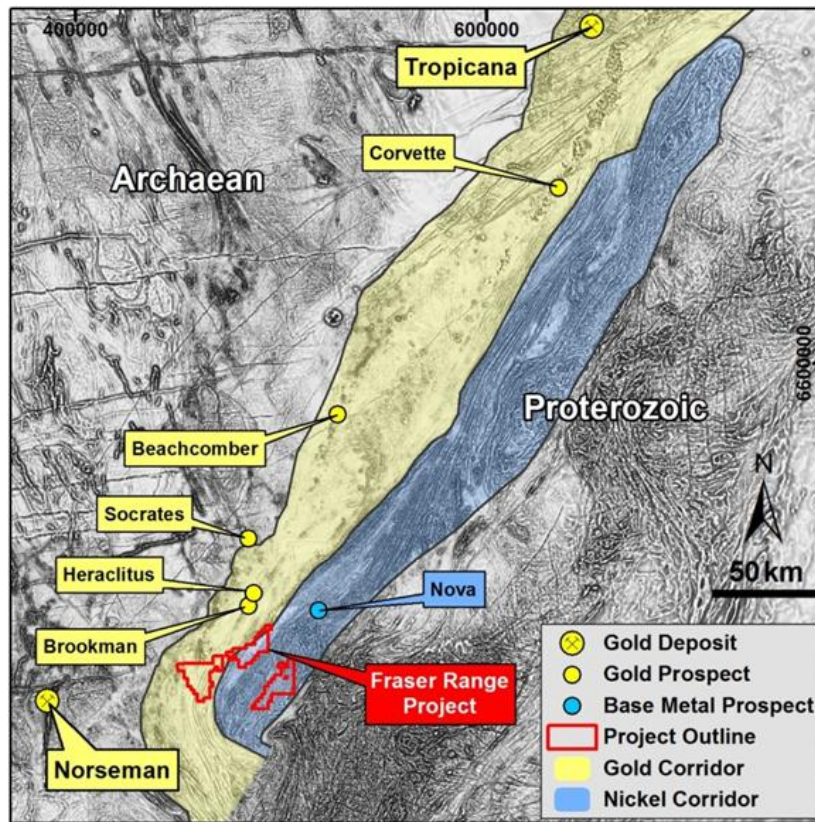 400000
600000
Tropicana
Corvette
Archaean
6600000
Proterozoic
Beachcomber
Socrates
N
Heraclitus
Nova
50 km
Brookman
Fraser Range
Project
Norseman
Gold Deposit
Gold Prospect
Base Metal Prospect
Project Outline
Gold Corridor
Nickel Corridor